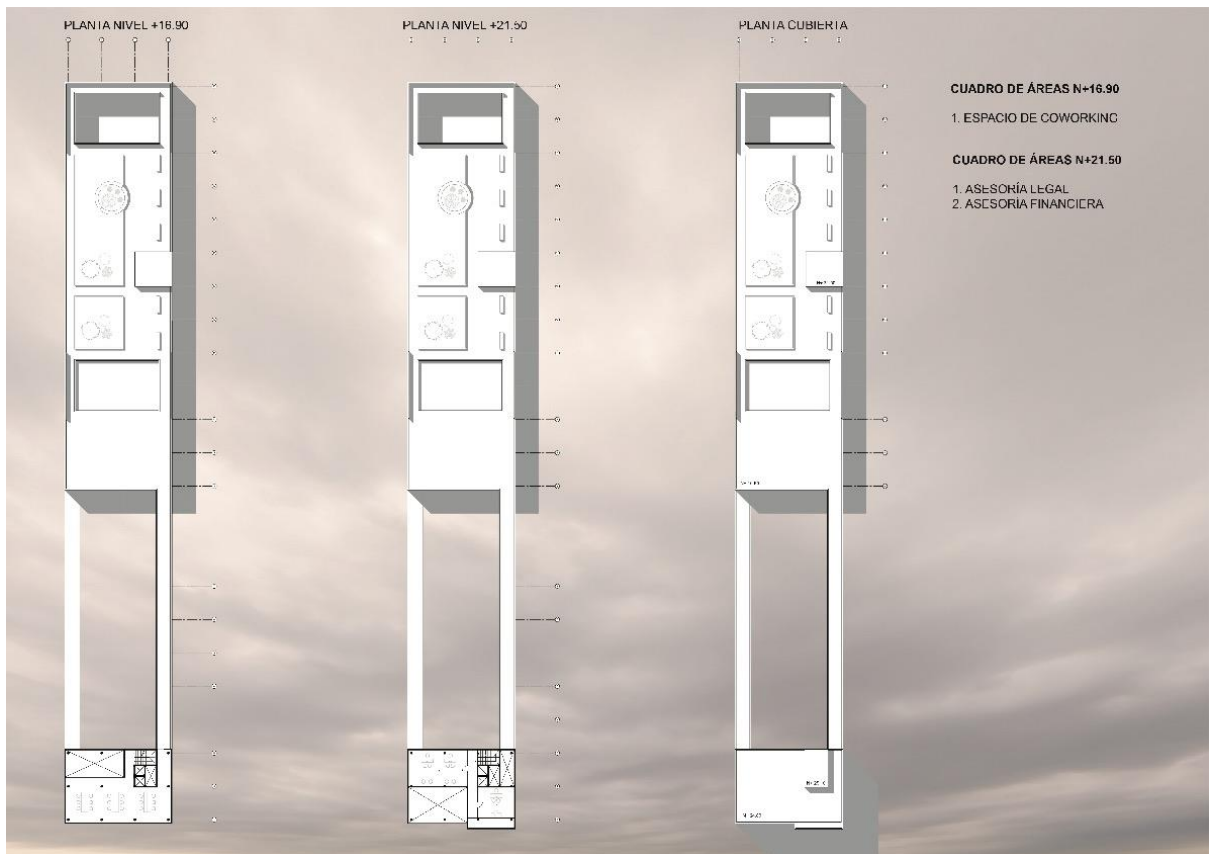 PLANTA NIVEL +16.90
PLANTA NIVEL +21.50
PLANTA CUBIERTA
CUADRO DE ÁREAS N+16.90
1. ESPACIO DE COWORKING
CUADRO DE ÁREAS N+21.50
1. ASESORÍA LEGAL
2. ASESORÍA FINANCIERA